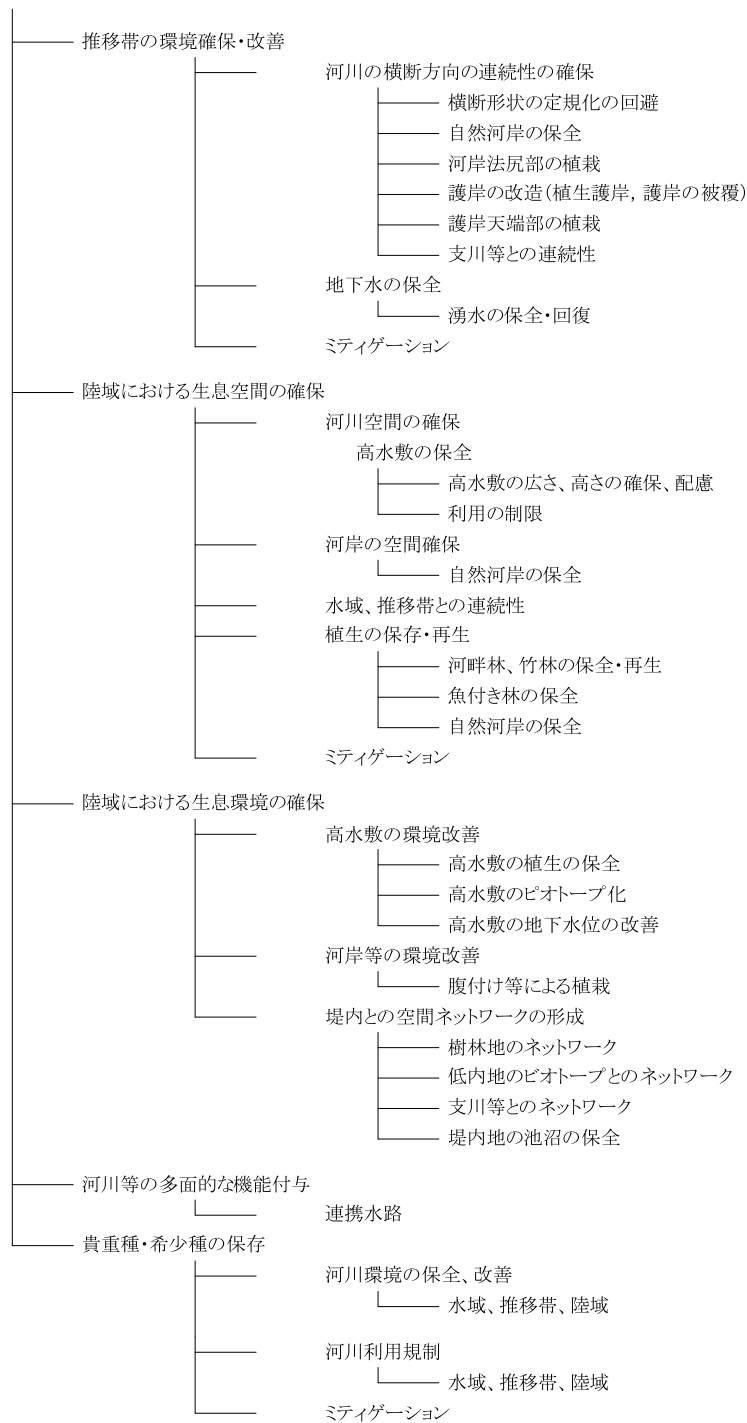 推移帯の環境確保・改善
河川の横断方向の連続性の確保
横断形状の定規化の回避
自然河岸の保全
河岸法尻部の植栽
護岸の改造（植生護岸，護岸の被覆）
護岸天端部の植栽
支川等との連続性
地下水の保全
湧水の保全・回復
ミティゲーション
陸域における生息空間の確保
河川空間の確保
高水敷の保全
高水敷の広さ、高さの確保、配慮
利用の制限
河岸の空間確保
自然河岸の保全
水域、推移帯との連続性
植生の保存・再生
河畔林、竹林の保全・再生
魚付き林の保全
自然河岸の保全
ミティゲーション
陸域における生息環境の確保
高水敷の環境改善
高水敷の植生の保全
高水敷のピオトープ化
高水敷の地下水位の改善
河岸等の環境改善
腹付け等による植栽
堤内との空間ネットワークの形成
樹林地のネットワーク
低内地のビオトープとのネットワーク
支川等とのネットワーク
堤内地の池沼の保全
河川等の多面的な機能付与
連携水路
貴重種・希少種の保存
河川環境の保全、改善
水域、推移帯、陸域
河川利用規制
水域、推移帯、陸域
ミティゲーション